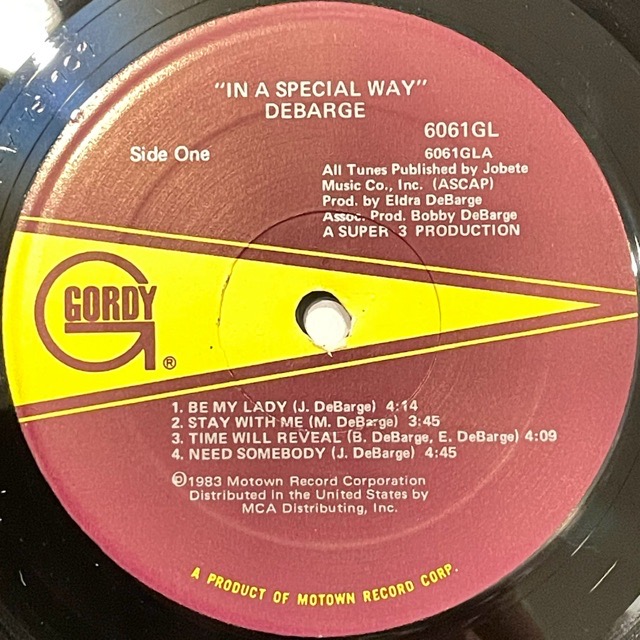 "IN A SPECIAL WAY"
DEBARGE
6061GL
Side One
6061GLA
All Tunes Published by Jobete
Music Co., Inc. (ASCAP)
Prod. by Eldra DeBarge
Assoc. Prod. Bobby DeBarge
A SUPER 3 PRODUCTION
GORDY
®
1. BE MY LADY (J. DeBarge) 4:14
2. STAY WITH ME (M. DeBarge) 3:45
3. TIME WILL REVEAL (B. DeBarge, E. DeBarge) 4:09
4. NEED SOMEBODY (J. DeBarge) 4:45
℗1983 Motown Record Corporation
Distributed in the United States by
MCA Distributing, Inc.
A PRODUCT OF MOTOWN RECORD CORP.